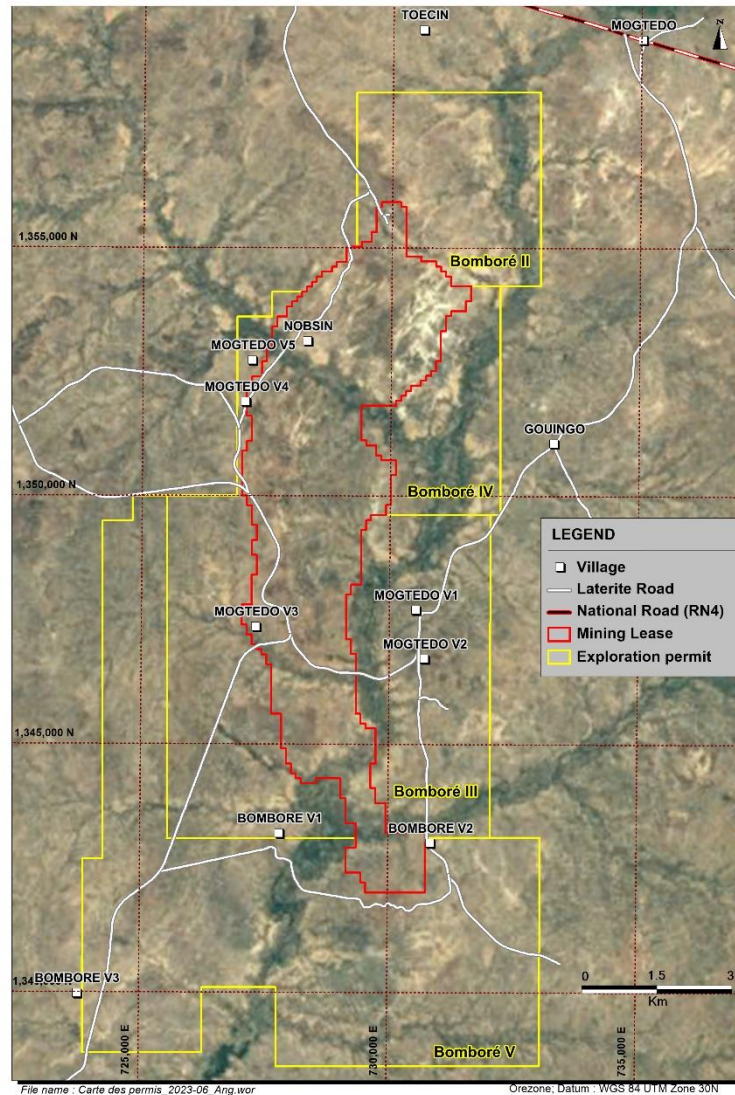 TOECIN
MOGTEDO
N
1,355,000 N
Bomboré II
NOBSIN
MOGTEDO V5
MOGTEDO V4
GOUINGO
1,350,000 N
Bomboré IV
LEGEND
Village
Laterite Road
National Road (RN4)
Mining Lease
Exploration permit
MOGTEDO V1
MOGTEDO V3
MOGTEDO V2
1,345,000 N
Bomboré III
BOMBORE V1
BOMBORE V2
BOMBORE V3
0 1.5 3
Km
725,000 E
730,000 E
735,000 E
Bomboré V
File name : Carte des permis_2023-06_Ang.wor
Orezone; Datum : WGS 84 UTM Zone 30N